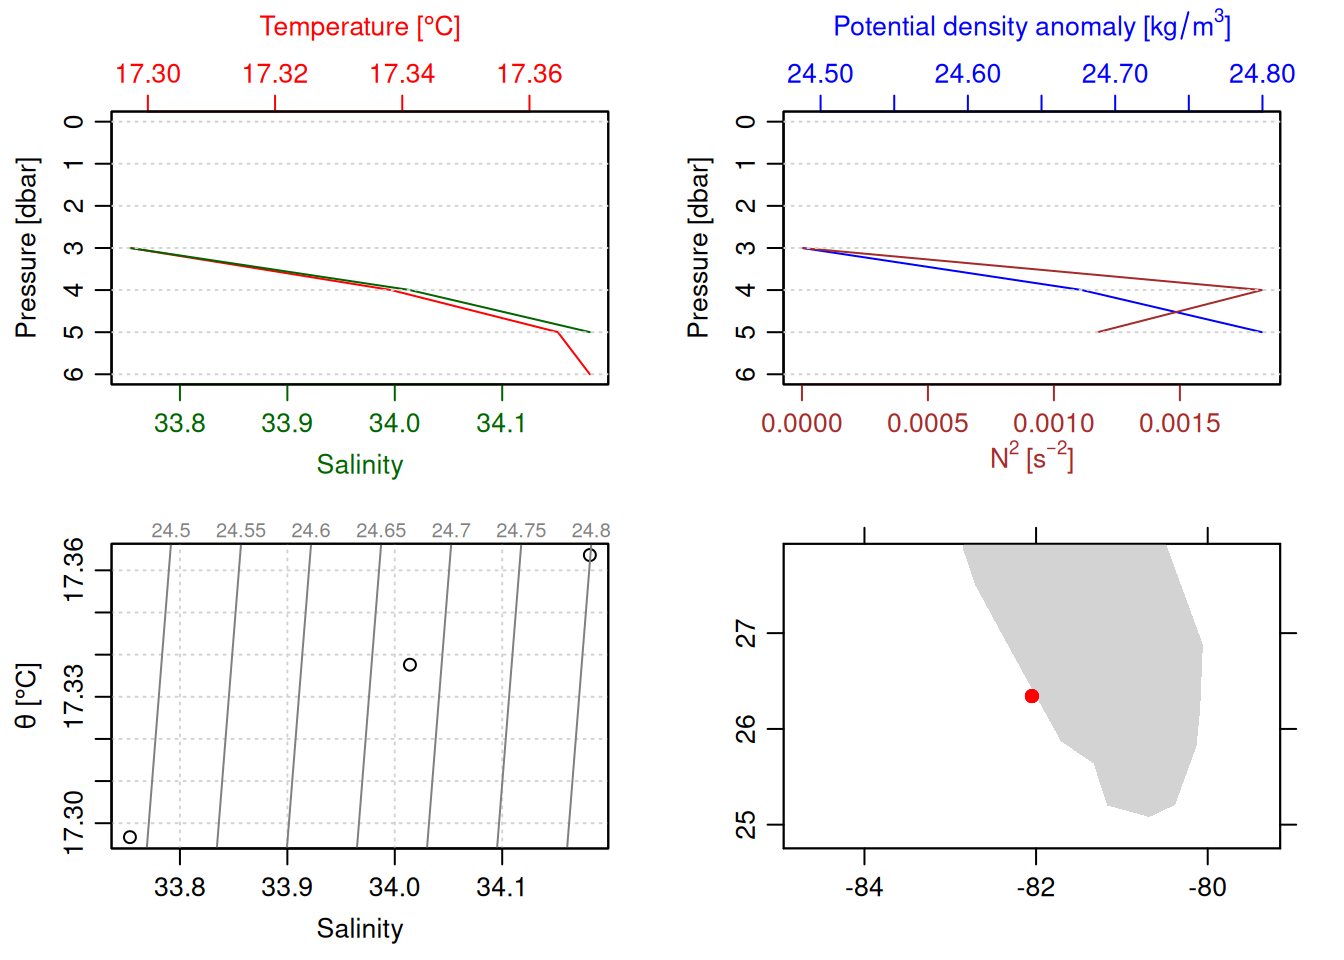 Temperature [°C]
17.30 17.32 17.34 17.36
Pressure [dbar]
0
1
2
3
4
5
6
33.8 33.9 34.0 34.1
Salinity
Potential density anomaly [kg/m³]
24.50 24.60 24.70 24.80
Pressure [dbar]
0
1
2
3
4
5
6
0.0000 0.0005 0.0010 0.0015
N² [s⁻²]
24.5 24.55 24.6 24.65 24.7 24.75 24.8
θ [°C]
17.36
17.33
17.30
33.8 33.9 34.0 34.1
Salinity
27
26
25
-84 -82 -80